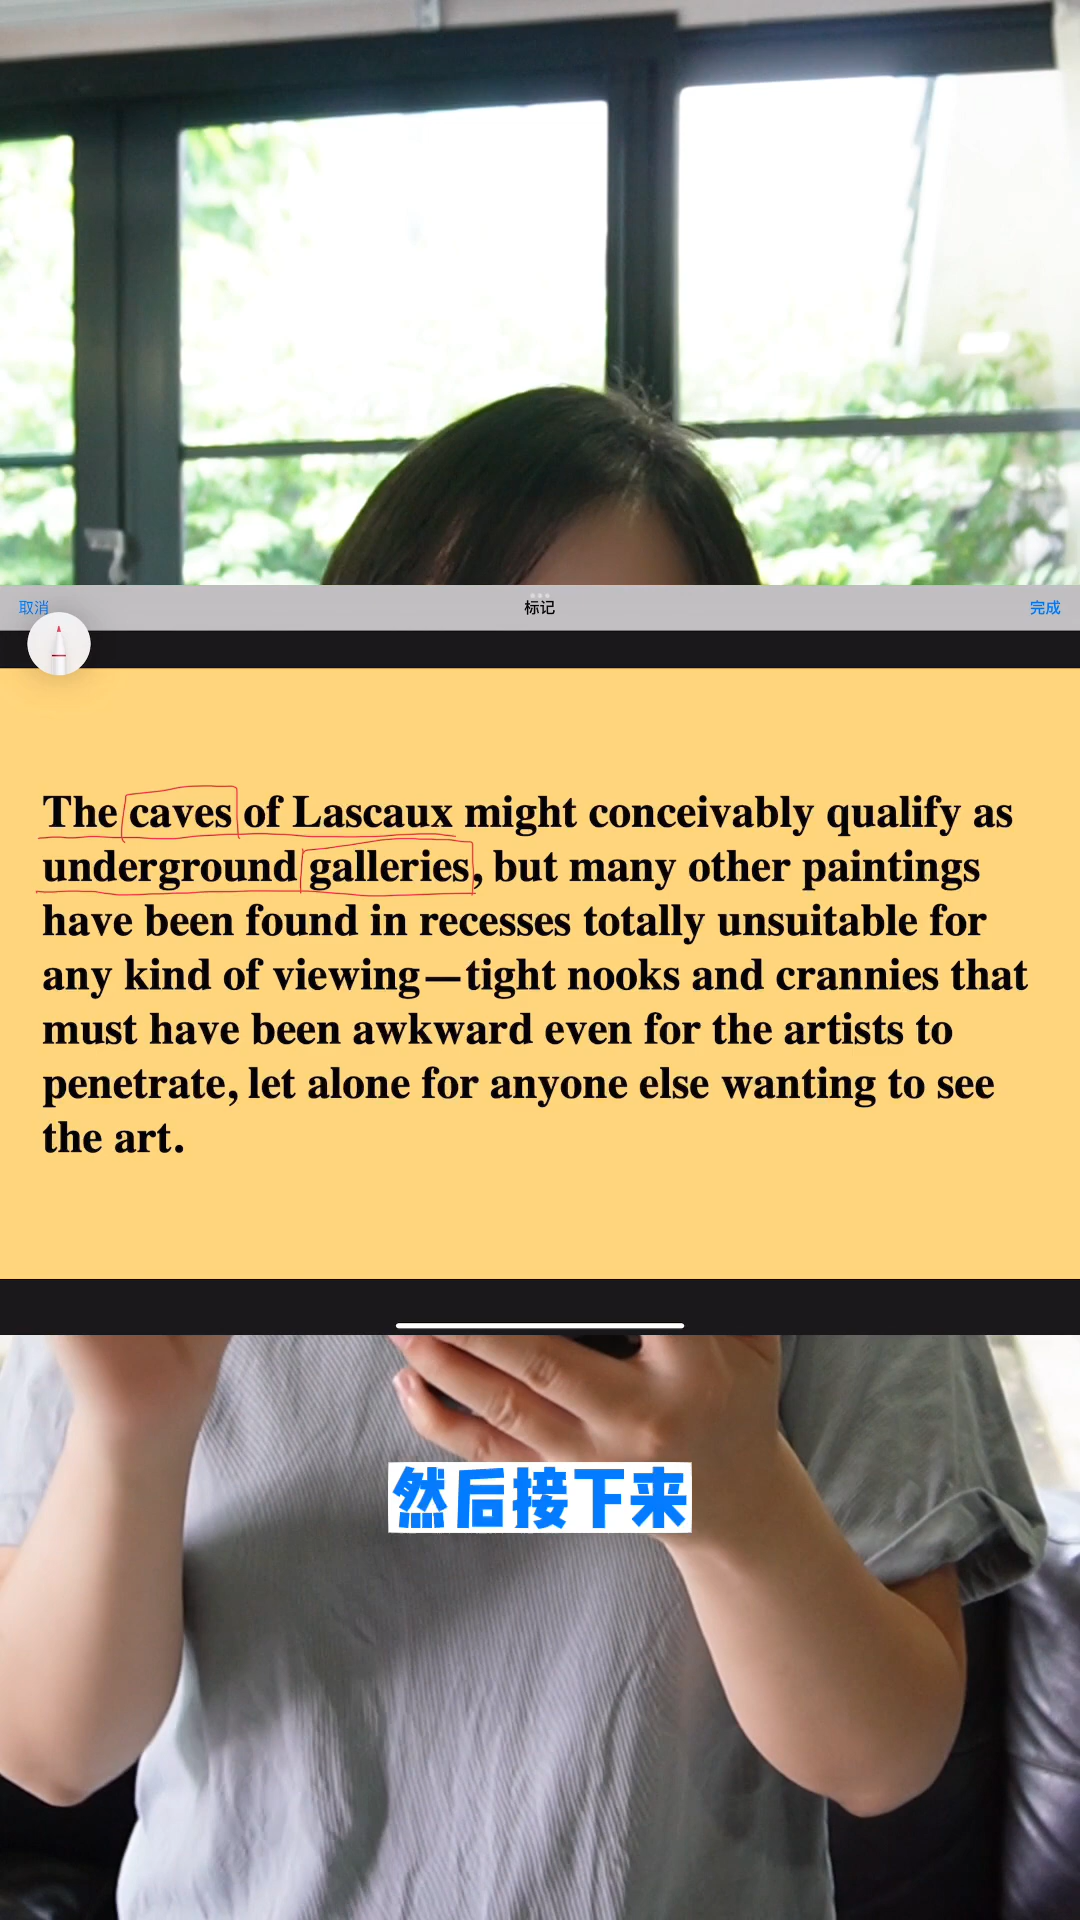 取消 标记 完成
The caves of Lascaux might conceivably qualify as
underground galleries, but many other paintings
have been found in recesses totally unsuitable for
any kind of viewing—tight nooks and crannies that
must have been awkward even for the artists to
penetrate, let alone for anyone else wanting to see
the art.
然后接下来